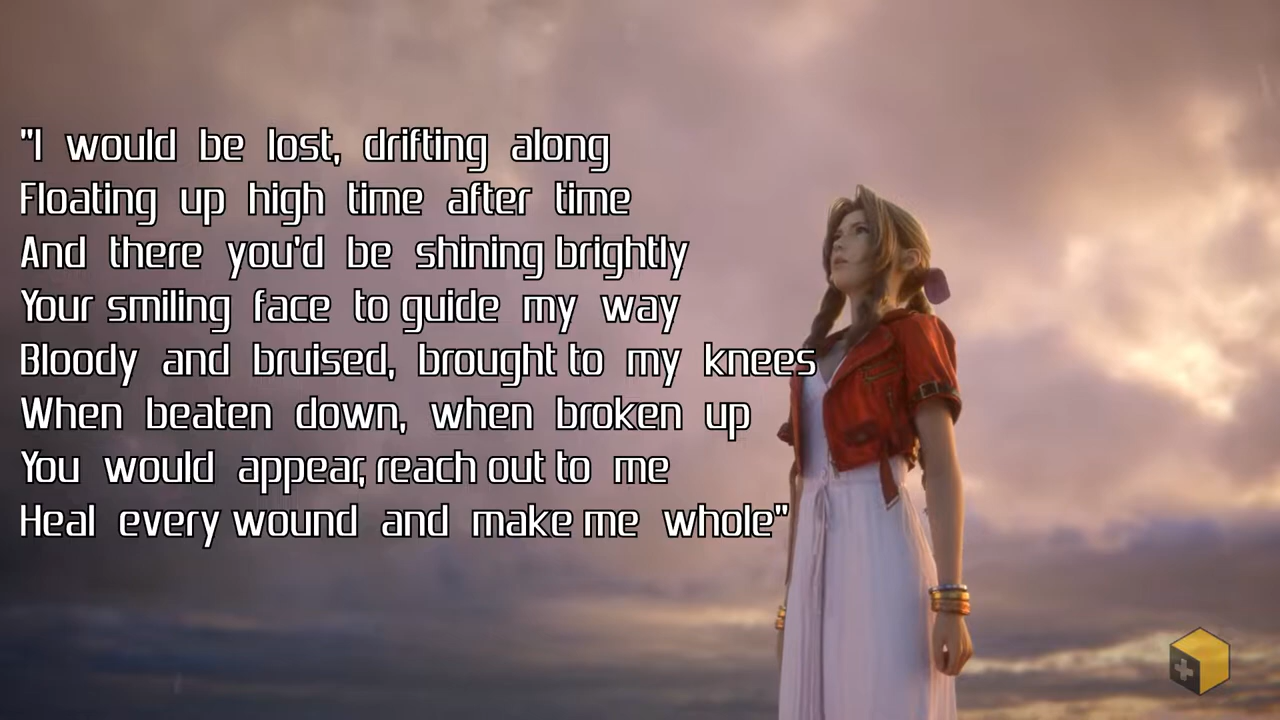 "I would be lost, drifting along
Floating up high time after time
And there you'd be shining brightly
Your smiling face to guide my way
Bloody and bruised, brought to my knees
When beaten down, when broken up
You would appear, reach out to me
Heal every wound and make me whole"